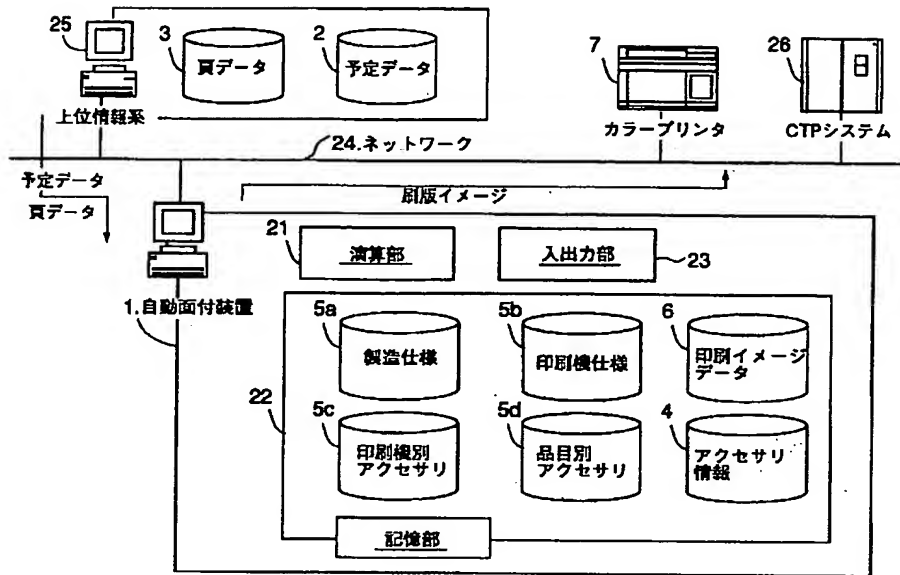 25
3
頁データ
2
予定データ
7
26
上位情報系
カラープリンタ
CTPシステム
24.ネットワーク
予定データ
頁データ
刷版イメージ
21
演算部
入出力部
23
1.自動面付装置
5a
製造仕様
5b
印刷機仕様
6
印刷イメージ
データ
22
5c
印刷機別
アクセサリ
5d
品目別
アクセサリ
4
アクセサリ
情報
記憶部